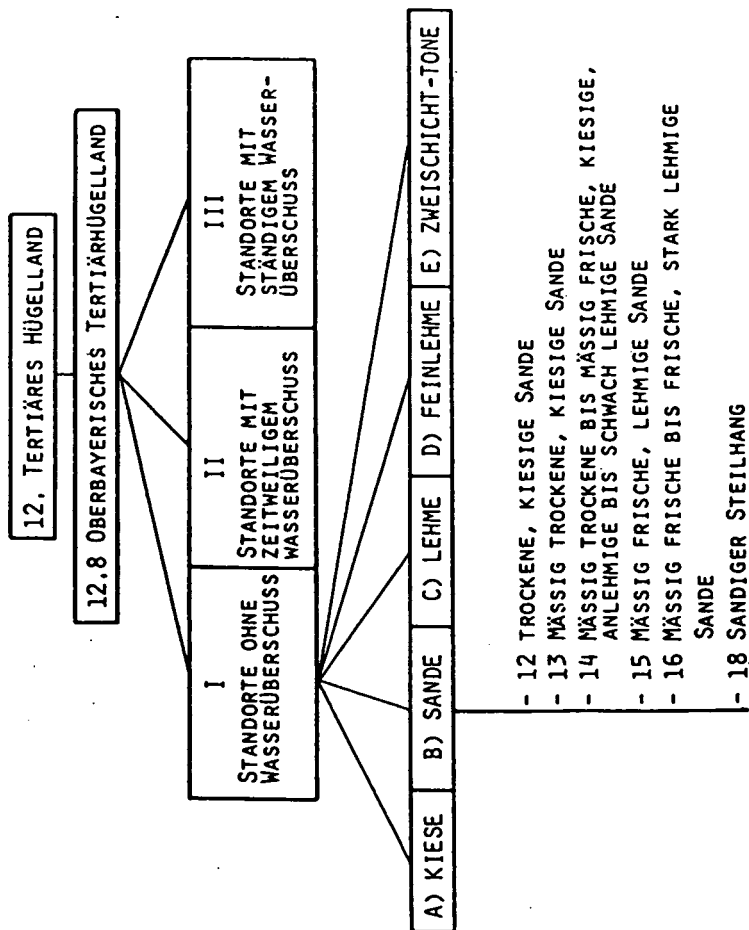 12. TERTIÄRES HÜGELLAND
12.8 OBERBAYERISCHES TERTIÄRHÜGELLAND
I
STANDORTE OHNE
WASSERÜBERSCHUSS
II
STANDORTE MIT
ZEITWEILIGEM
WASSERÜBERSCHUSS
III
STANDORTE MIT
STÄNDIGEM WASSER-
ÜBERSCHUSS
A) KIESE
B) SANDE
C) LEHME
D) FEINLEHME
E) ZWEISCHICHT-TONE
- 12 TROCKENE, KIESIGE SANDE
- 13 MÄSSIG TROCKENE, KIESIGE SANDE
- 14 MÄSSIG TROCKENE BIS MÄSSIG FRISCHE, KIESIGE,
ANLEHMIGE BIS SCHWACH LEHMIGE SANDE
- 15 MÄSSIG FRISCHE, LEHMIGE SANDE
- 16 MÄSSIG FRISCHE BIS FRISCHE, STARK LEHMIGE
SANDE
- 18 SANDIGER STEILHANG